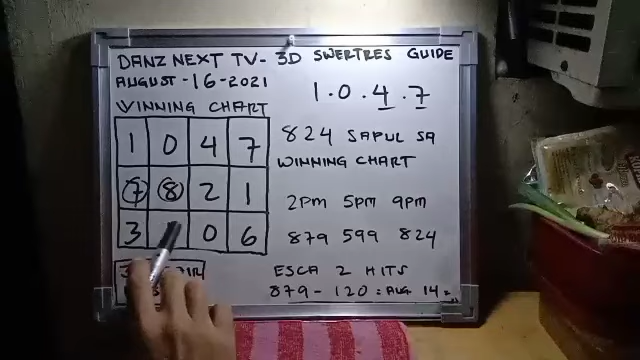 DANZ NEXT TV- 3D SWERTRES GUIDE
AUGUST-16-2021
1.0.4.7
WINNING CHART
1 0 4 7
824 SAPUL SA
WINNING CHART
7 8 2 1
2pm 5pm 9pm
3 0 6
879 599 824
ESCA 2 HITS
879 - 120 = AUG 14 =